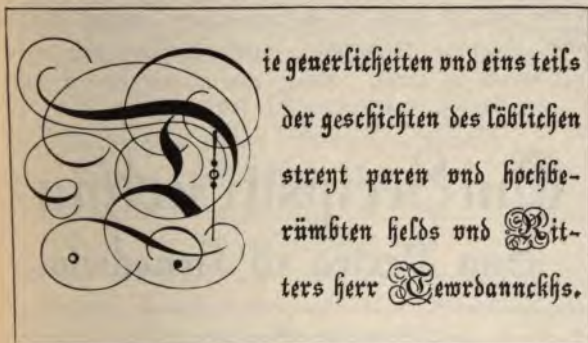 Die geuerlicheiten vnd eins teils
der geschichten des löblichen
streyt paren vnd hochbe-
rümbten helds vnd Rit-
ters herr Tewrdannckhs.